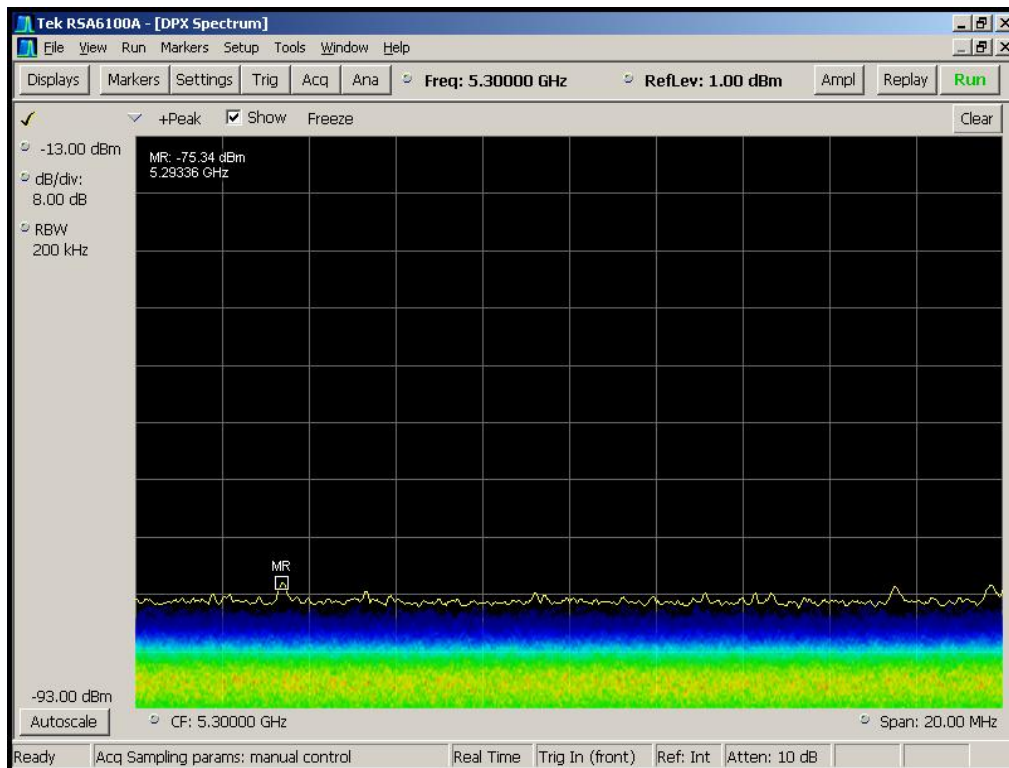 Tek RSA6100A - [DPX Spectrum]
File View Run Markers Setup Tools Window Help
Displays Markers Settings Trig Acq Ana Freq: 5.30000 GHz RefLev: 1.00 dBm Ampl Replay Run
+Peak Show Freeze Clear
-13.00 dBm
dB/div:
8.00 dB
RBW
200 kHz
MR: -75.34 dBm
5.29336 GHz
MR
-93.00 dBm
Autoscale CF: 5.30000 GHz Span: 20.00 MHz
Ready Acq Sampling params: manual control Real Time Trig In (front) Ref: Int Atten: 10 dB